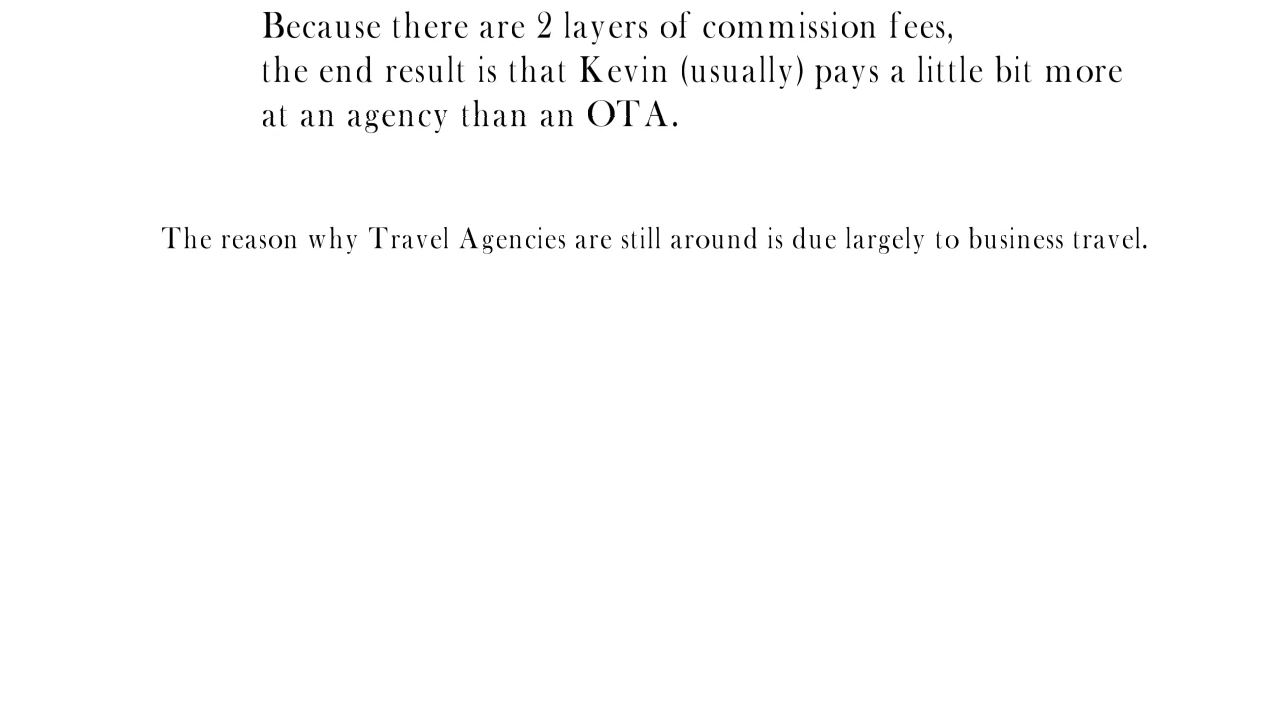 Because there are 2 layers of commission fees,
the end result is that Kevin (usually) pays a little bit more
at an agency than an OTA.
The reason why Travel Agencies are still around is due largely to business travel.